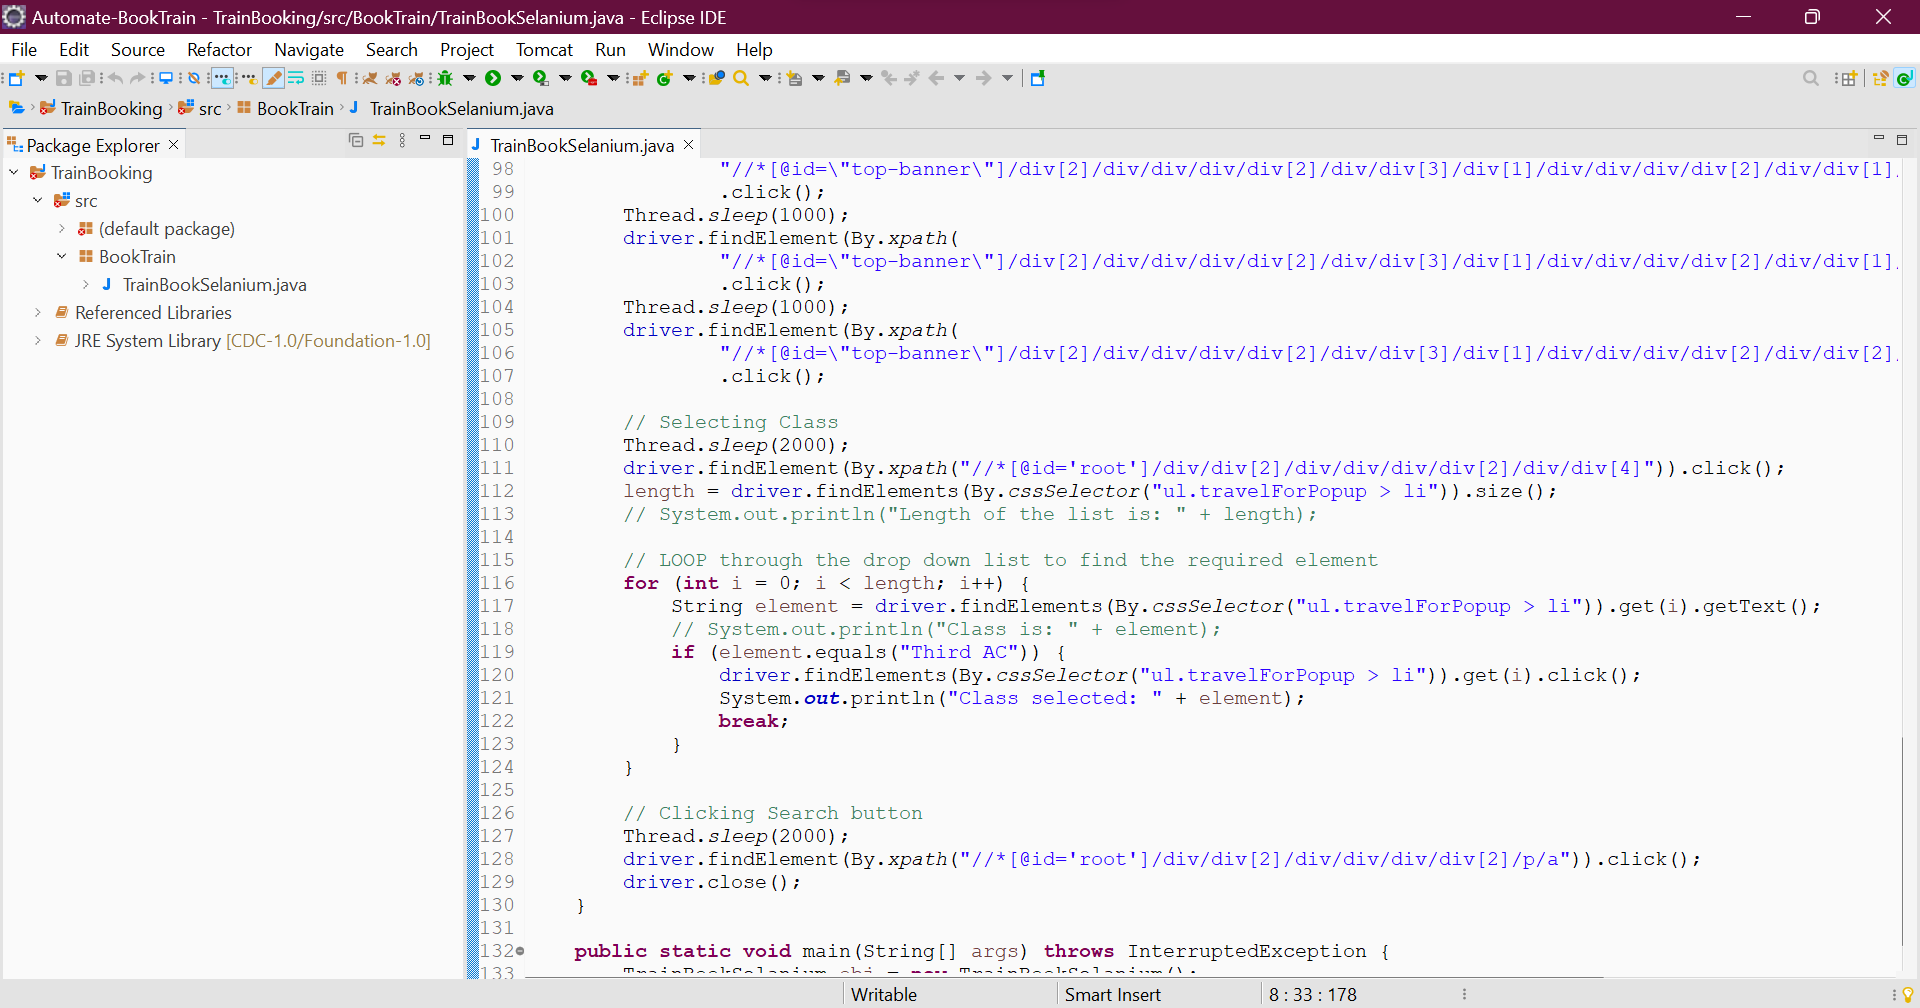 Automate-BookTrain - TrainBooking/src/BookTrain/TrainBookSelanium.java - Eclipse IDE
File Edit Source Refactor Navigate Search Project Tomcat Run Window Help
TrainBooking src BookTrain TrainBookSelanium.java
Package Explorer
TrainBooking
src
(default package)
BookTrain
TrainBookSelanium.java
Referenced Libraries
JRE System Library [CDC-1.0/Foundation-1.0]
TrainBookSelanium.java
98 "//*[@id=\"top-banner\"]/div[2]/div/div/div/div[2]/div/div[3]/div[1]/div/div/div/div[2]/div/div[1].
99 .click();
100 Thread.sleep(1000);
101 driver.findElement(By.xpath(
102 "//*[@id=\"top-banner\"]/div[2]/div/div/div/div[2]/div/div[3]/div[1]/div/div/div/div[2]/div/div[1].
103 .click();
104 Thread.sleep(1000);
105 driver.findElement(By.xpath(
106 "//*[@id=\"top-banner\"]/div[2]/div/div/div/div[2]/div/div[3]/div[1]/div/div/div/div[2]/div/div[2].
107 .click();
108
109 // Selecting Class
110 Thread.sleep(2000);
111 driver.findElement(By.xpath("//*[@id='root']/div/div[2]/div/div/div/div[2]/div/div[4]")).click();
112 length = driver.findElements(By.cssSelector("ul.travelForPopup > li")).size();
113 // System.out.println("Length of the list is: " + length);
114
115 // LOOP through the drop down list to find the required element
116 for (int i = 0; i < length; i++) {
117 String element = driver.findElements(By.cssSelector("ul.travelForPopup > li")).get(i).getText();
118 // System.out.println("Class is: " + element);
119 if (element.equals("Third AC")) {
120 driver.findElements(By.cssSelector("ul.travelForPopup > li")).get(i).click();
121 System.out.println("Class selected: " + element);
122 break;
123 }
124 }
125
126 // Clicking Search button
127 Thread.sleep(2000);
128 driver.findElement(By.xpath("//*[@id='root']/div/div[2]/div/div/div/div[2]/p/a")).click();
129 driver.close();
130 }
131
132 public static void main(String[] args) throws InterruptedException {
133 TrainBookSelanium obj = new TrainBookSelanium();
Writable Smart Insert 8 : 33 : 178